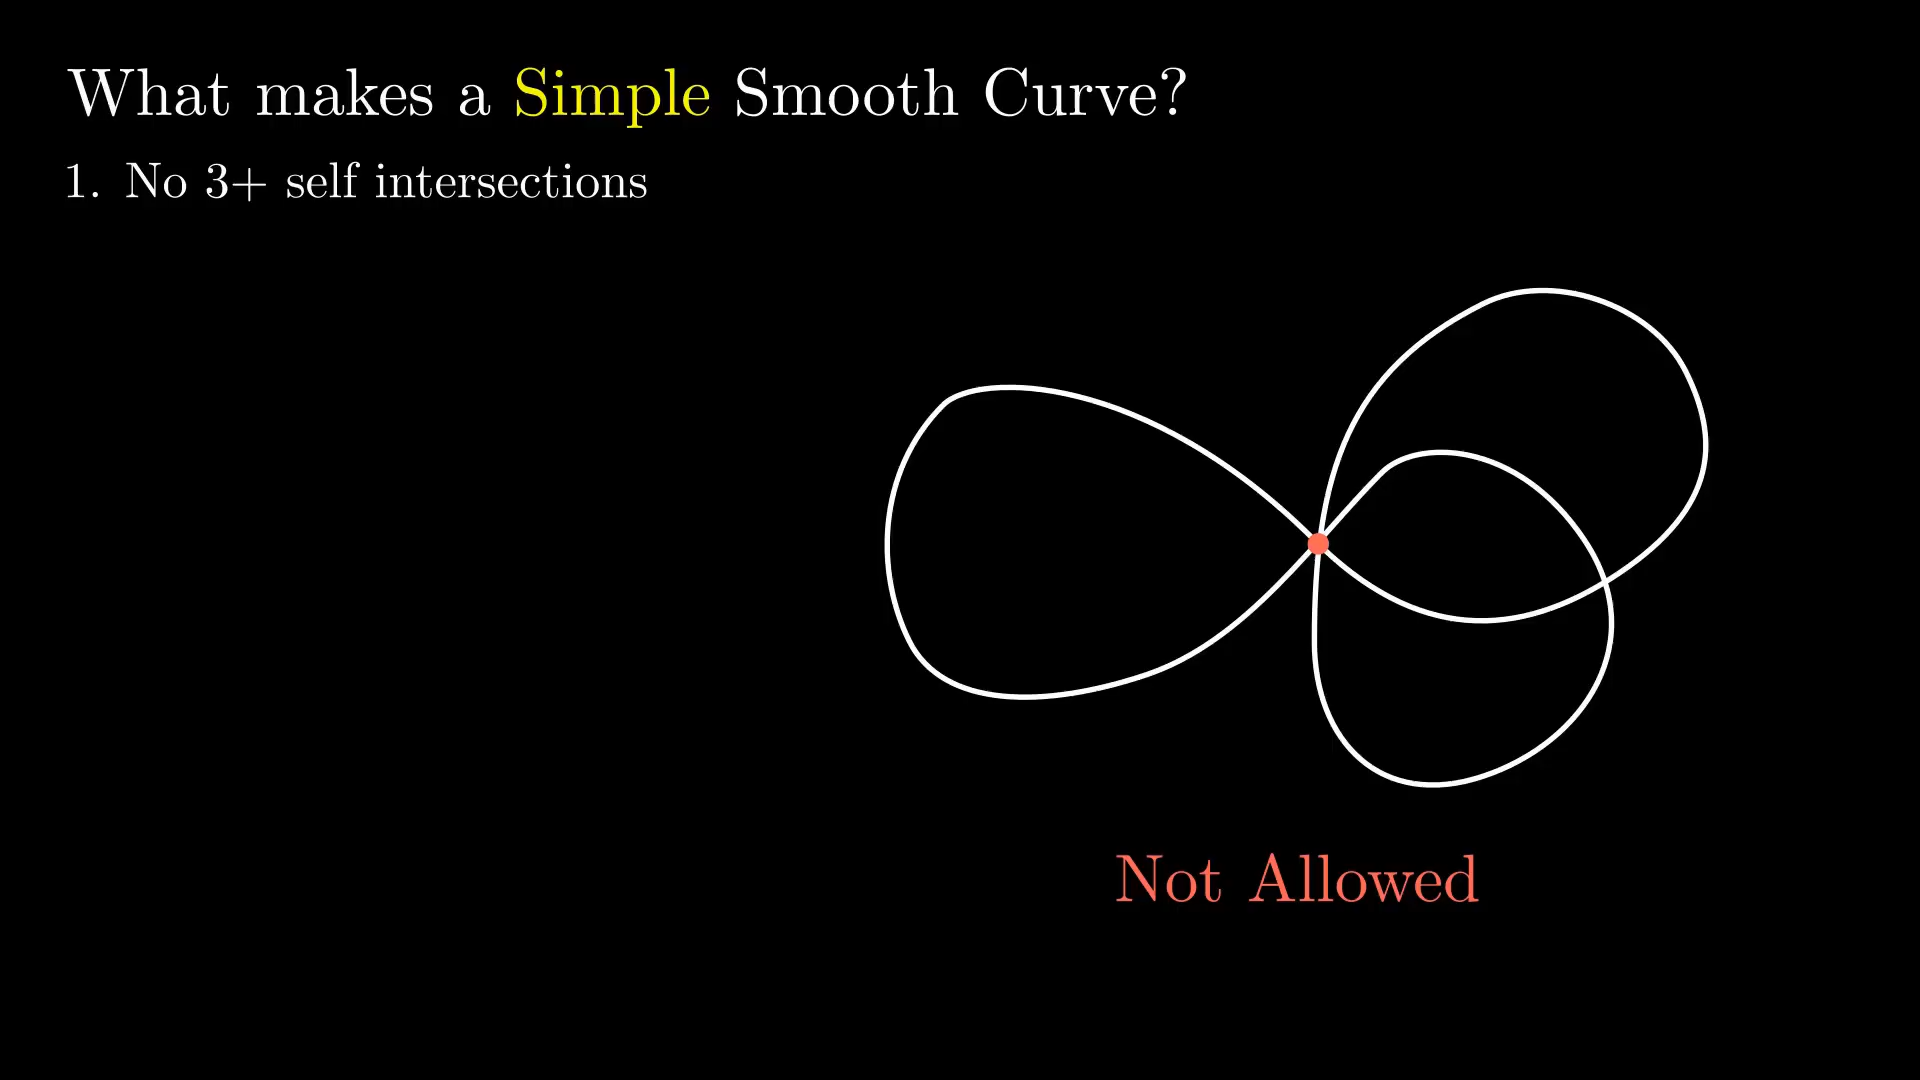 What makes a Simple Smooth Curve?
1. No 3+ self intersections
Not Allowed